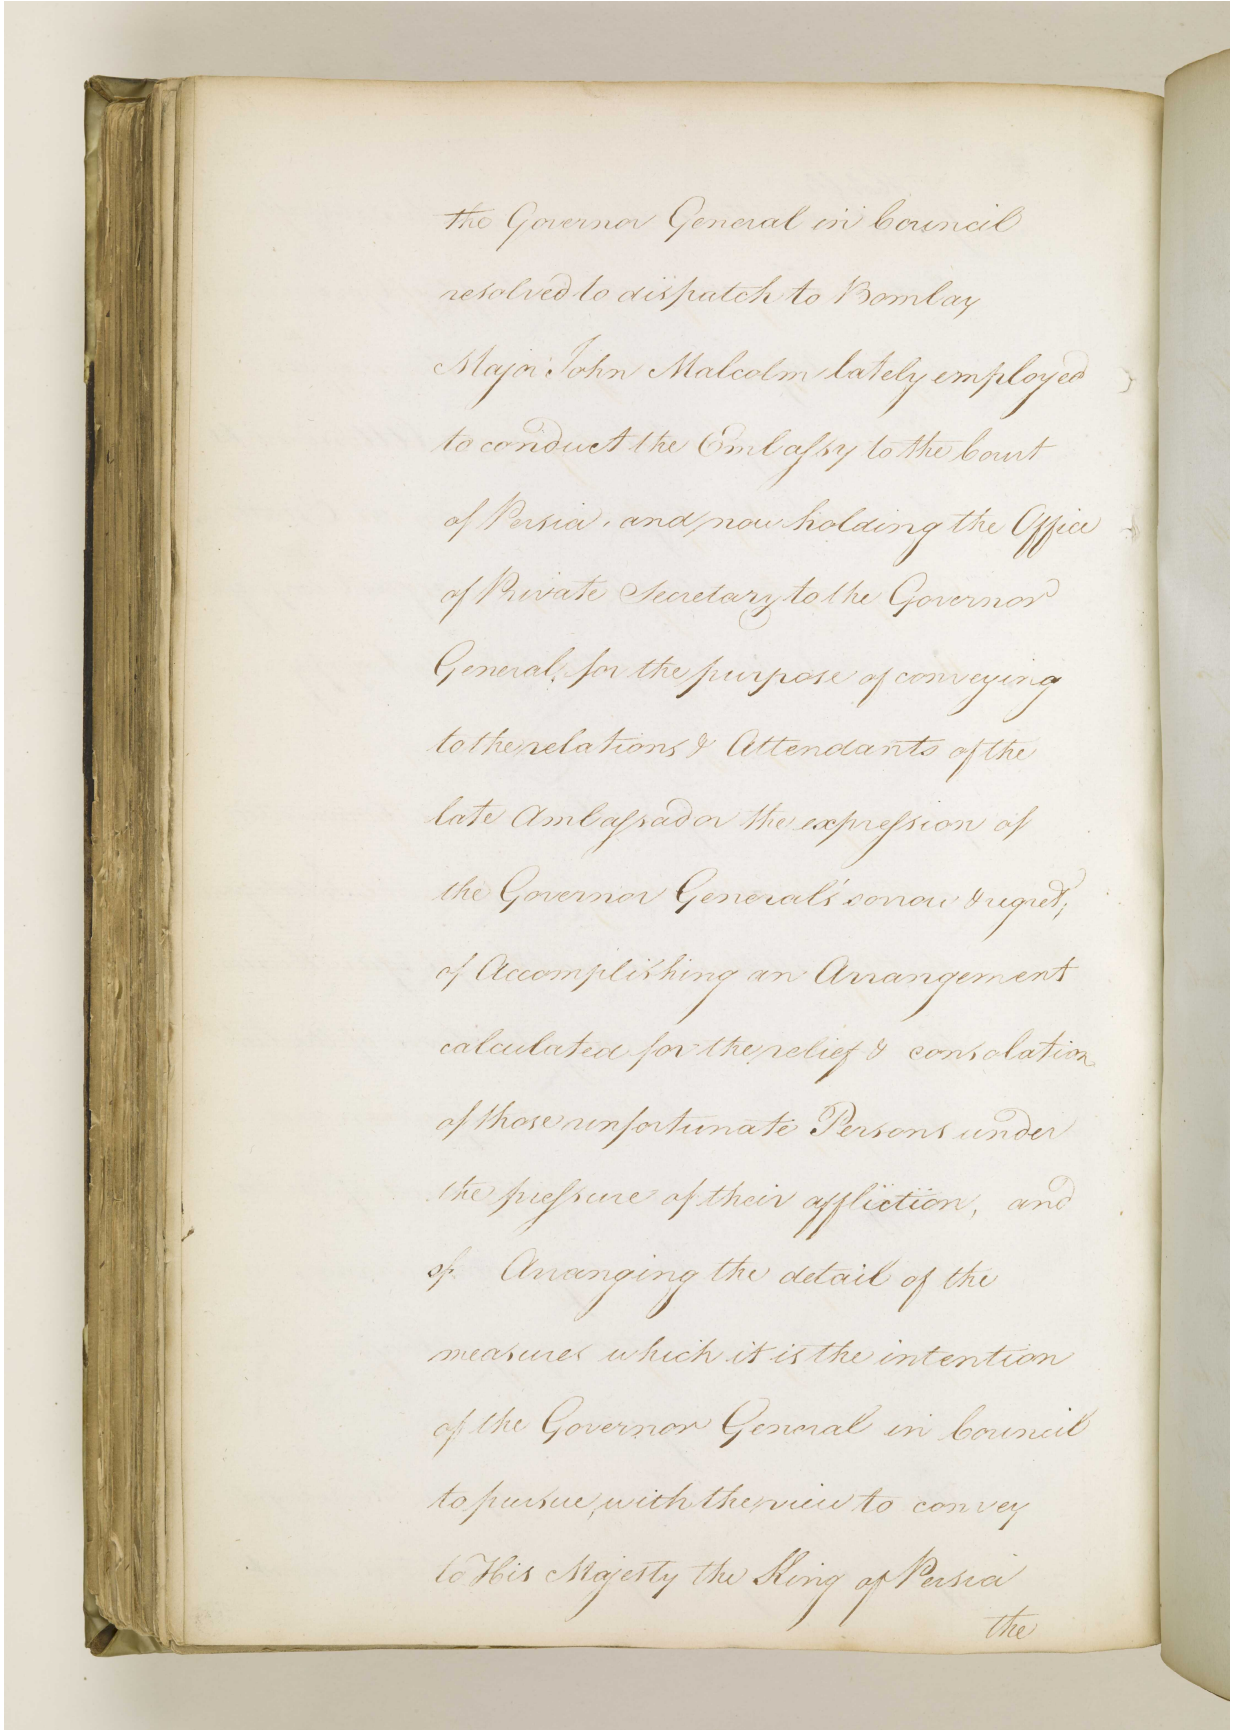 the Governor General in Council
resolved to dispatch to Bombay
Major John Malcolm lately employed
to conduct the Embassy to the Court
of Persia, and now holding the Office
of Private Secretary to the Governor
General, for the purpose of conveying
to the relations & Attendants of the
late Ambassador the expression of
the Governor General's sorrow & regret,
of Accomplishing an Arrangement
calculated for the relief & consolation
of those unfortunate Persons under
the pressure of their affliction, and
of Arranging the detail of the
measures which it is the intention
of the Governor General in Council
to pursue, with the view to convey
to His Majesty the King of Persia
the